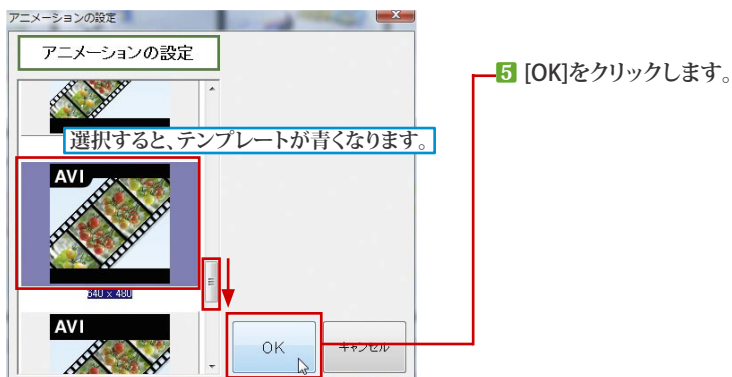 アニメーションの設定
アニメーションの設定
5 [OK]をクリックします。
選択すると、テンプレートが青くなります。
AVI
640 x 480
AVI
OK
キャンセル